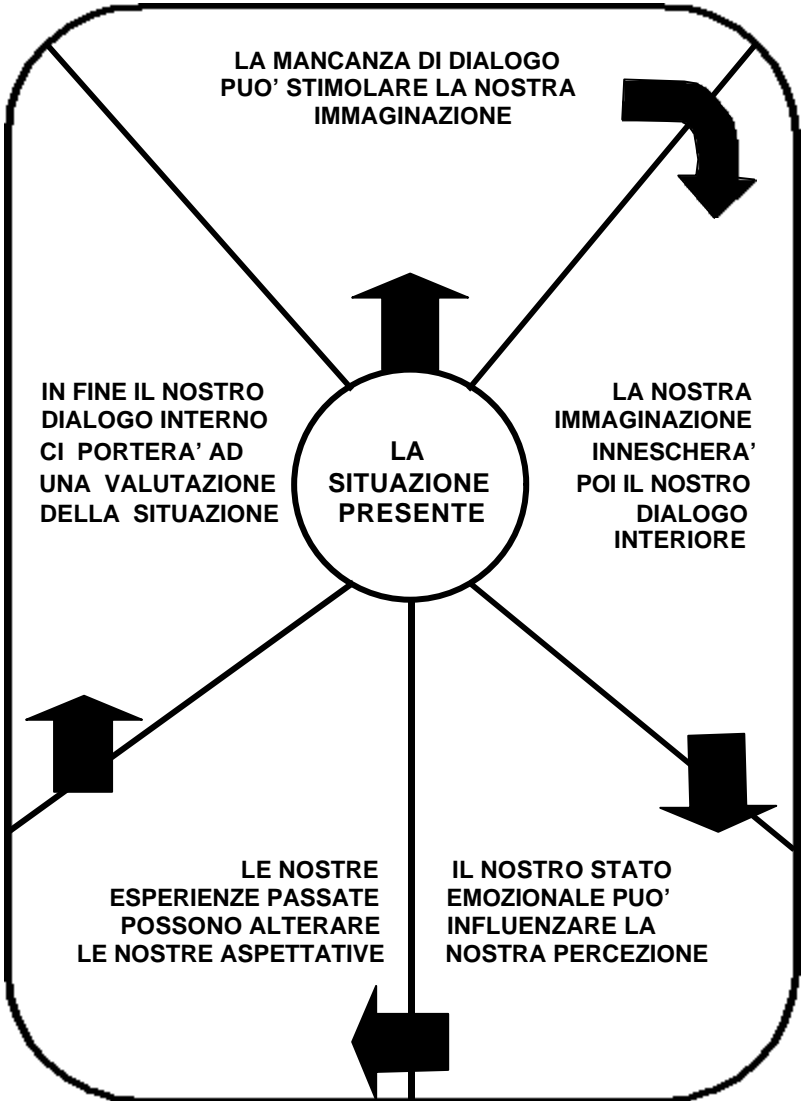 LA MANCANZA DI DIALOGO
PUO' STIMOLARE LA NOSTRA
IMMAGINAZIONE
LA
SITUAZIONE
PRESENTE
LA NOSTRA
IMMAGINAZIONE
INNESCHERA'
POI IL NOSTRO
DIALOGO
INTERIORE
IL NOSTRO STATO
EMOZIONALE PUO'
INFLUENZARE LA
NOSTRA PERCEZIONE
LE NOSTRE
ESPERIENZE PASSATE
POSSONO ALTERARE
LE NOSTRE ASPETTATIVE
IN FINE IL NOSTRO
DIALOGO INTERNO
CI PORTERA' AD
UNA VALUTAZIONE
DELLA SITUAZIONE